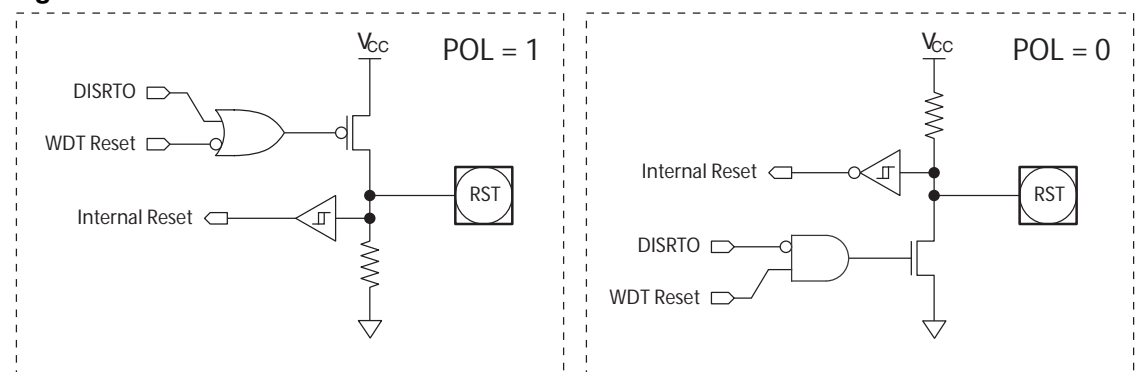 VCC
POL = 1
DISRTO
WDT Reset
RST
Internal Reset
VCC
POL = 0
Internal Reset
RST
DISRTO
WDT Reset